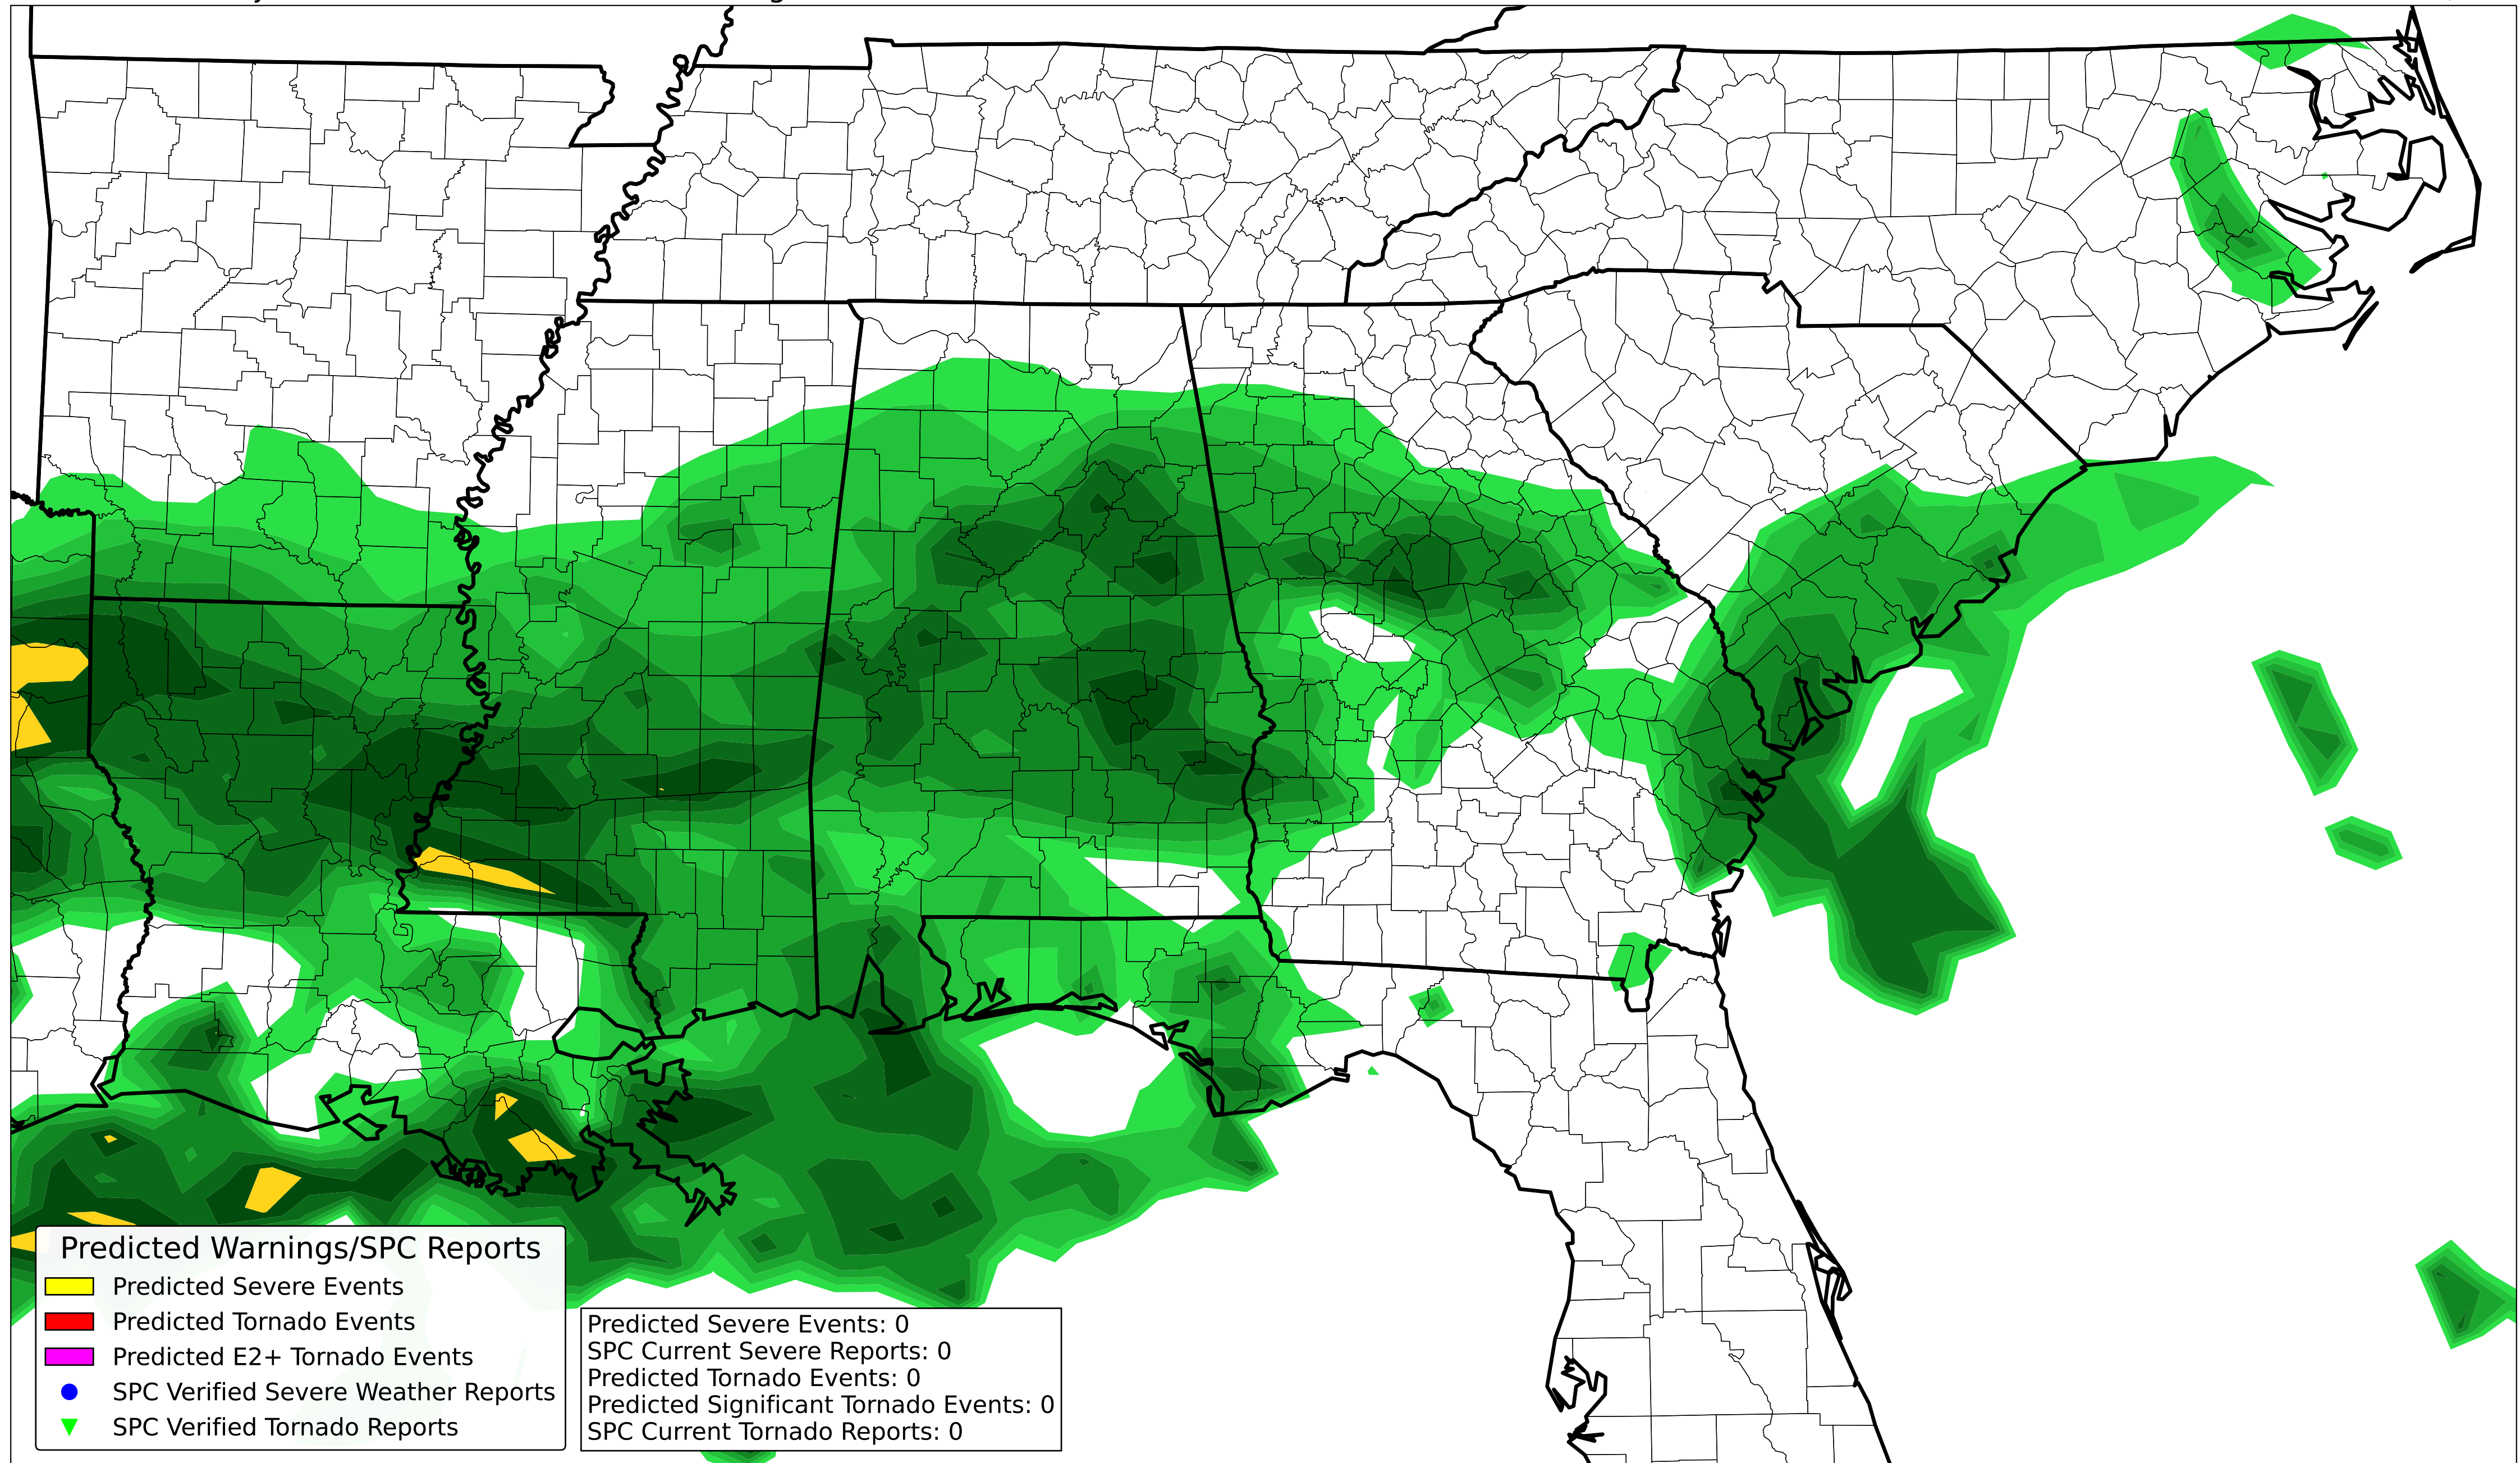 Predicted Warnings/SPC Reports
Predicted Severe Events
Predicted Tornado Events
Predicted E2+ Tornado Events
SPC Verified Severe Weather Reports
SPC Verified Tornado Reports
Predicted Severe Events: 0
SPC Current Severe Reports: 0
Predicted Tornado Events: 0
Predicted Significant Tornado Events: 0
SPC Current Tornado Reports: 0